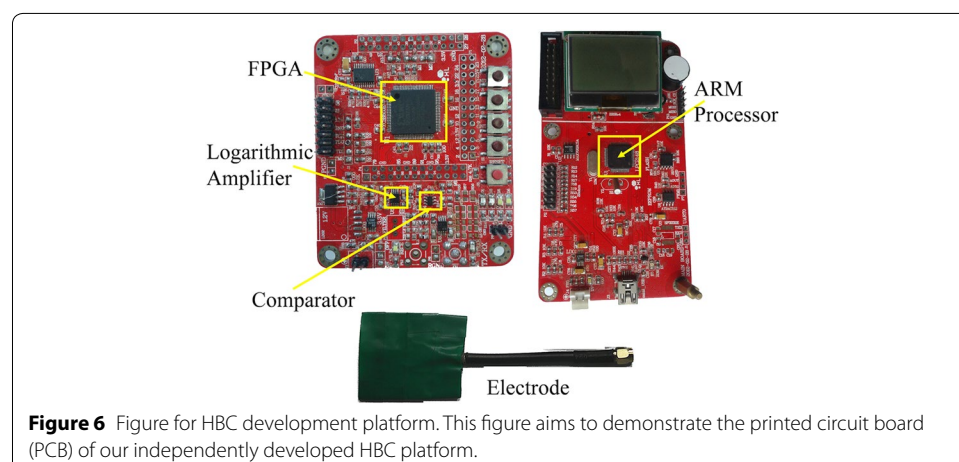 FPGA
Logarithmic
Amplifier
Comparator
ARM
Processor
Electrode
Figure 6 Figure for HBC development platform. This figure aims to demonstrate the printed circuit board
(PCB) of our independently developed HBC platform.